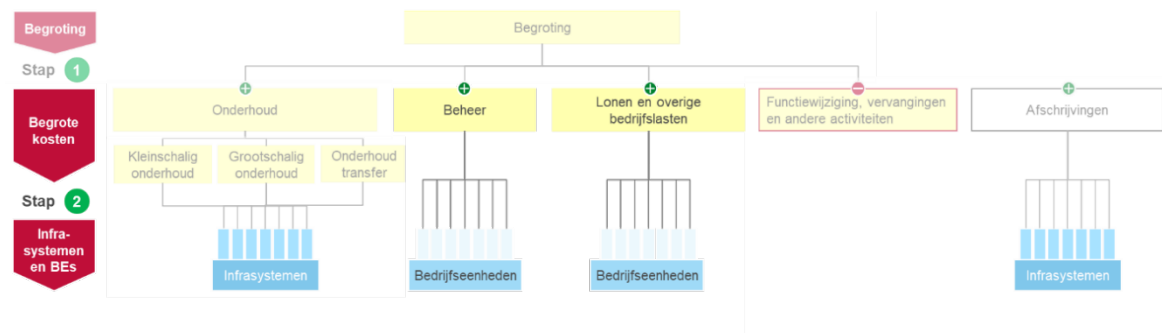 Begroting
Begroting
Stap 1
Begrote
kosten
Onderhoud
Beheer
Lonen en overige
bedrijfslasten
Functiewijziging, vervangingen
en andere activiteiten
Afschrijvingen
Kleinschalig
onderhoud
Grootschalig
onderhoud
Onderhoud
transfer
Stap 2
Infra-
systemen
en BEs
Infrasystemen
Bedrijfseenheden
Bedrijfseenheden
Infrasystemen